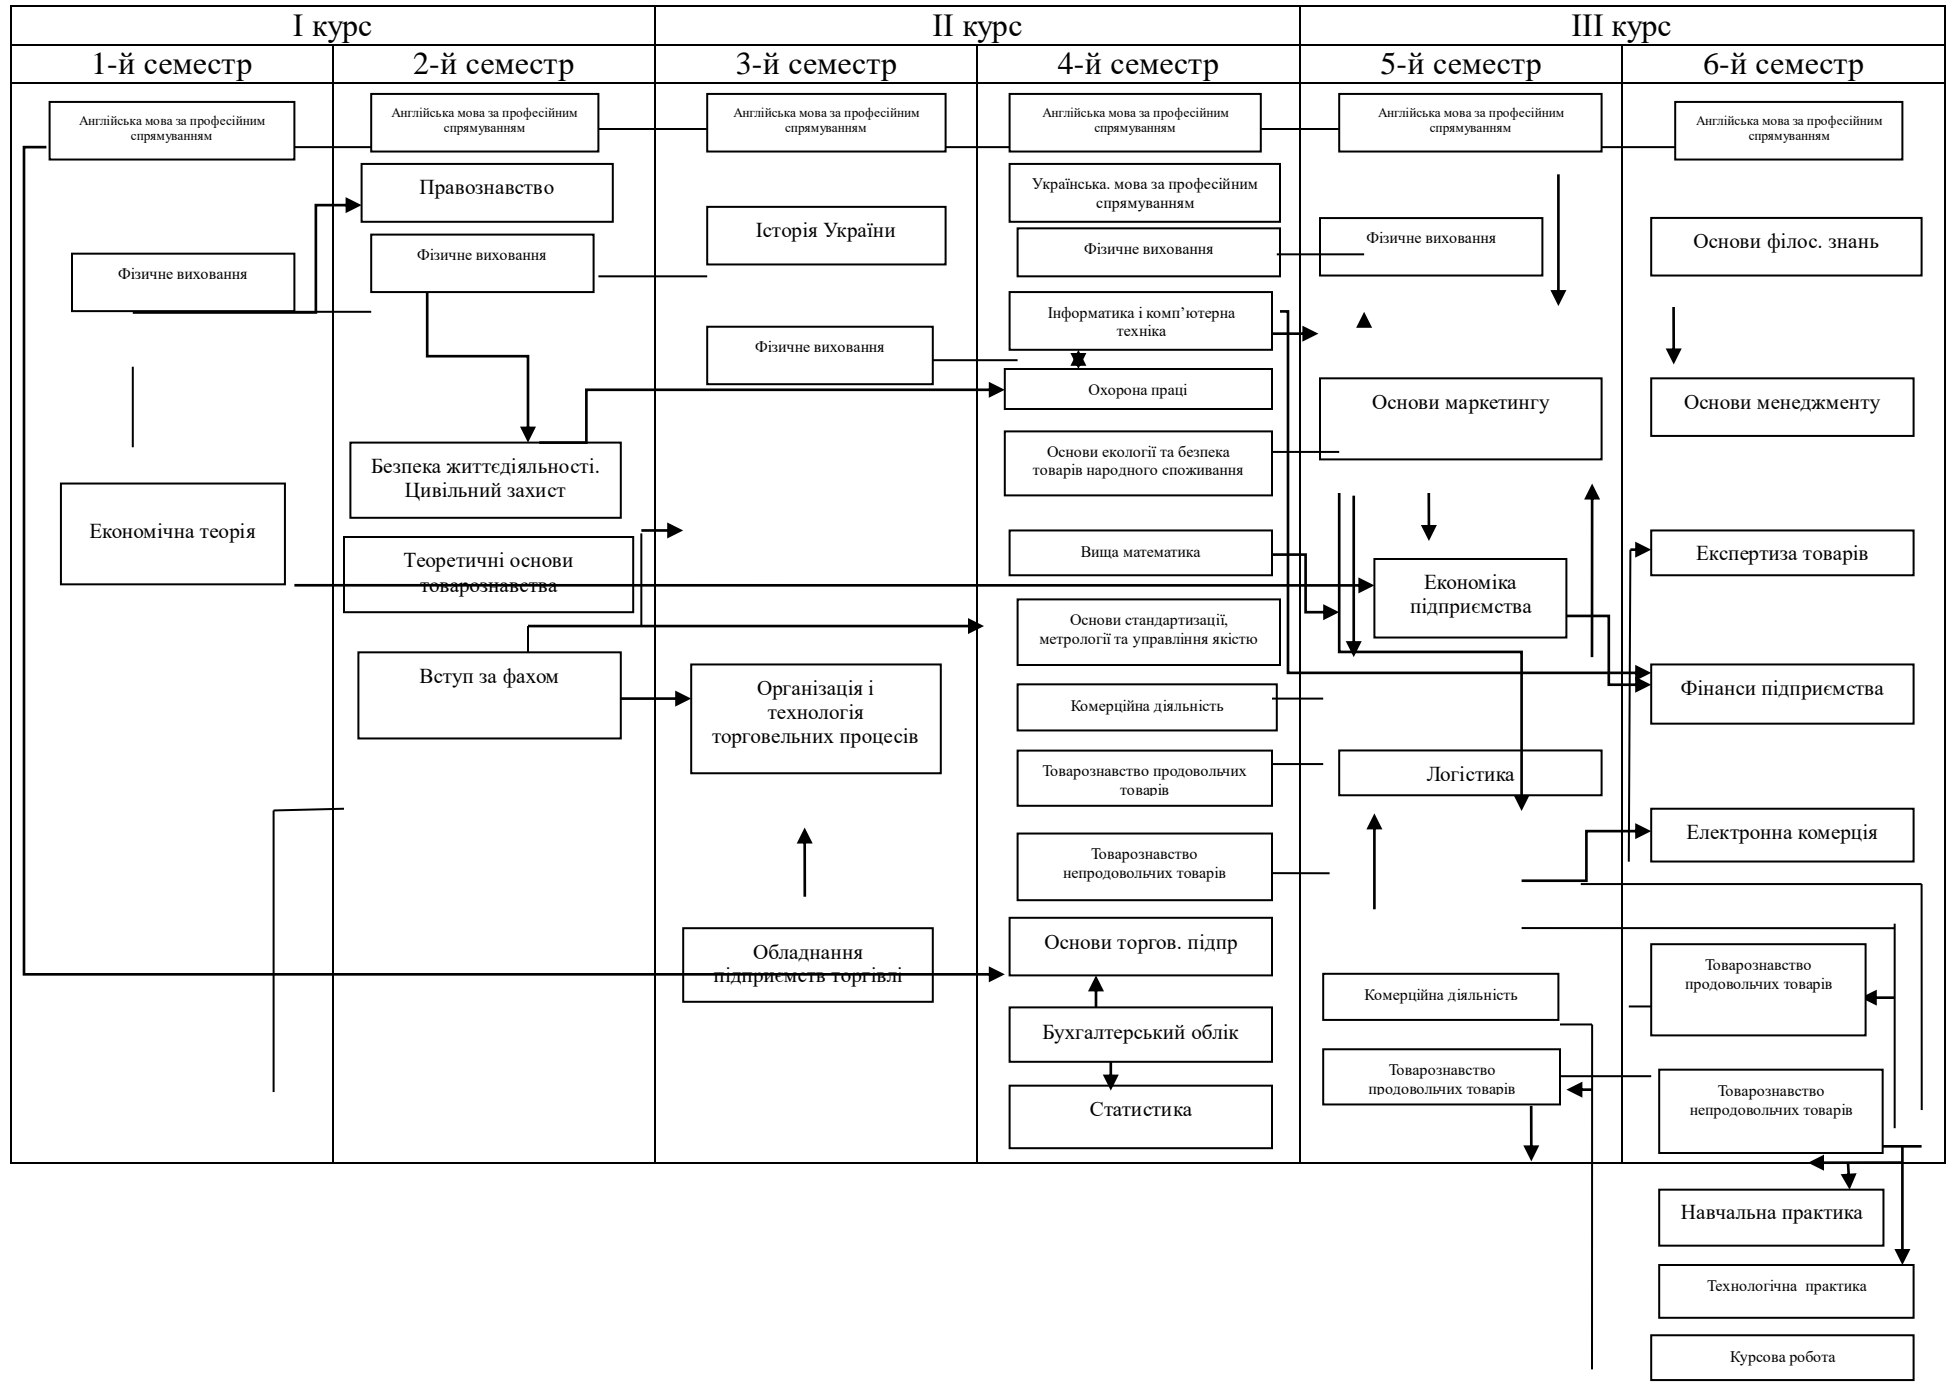 I курс
II курс
III курс
1-й семестр
2-й семестр
3-й семестр
4-й семестр
5-й семестр
6-й семестр
Англійська мова за професійним
спрямуванням
Фізичне виховання
Економічна теорія
Англійська мова за професійним
спрямуванням
Правознавство
Фізичне виховання
Безпека життєдіяльності.
Цивільний захист
Теоретичні основи
товарознавства
Вступ за фахом
Англійська мова за професійним
спрямуванням
Історія України
Фізичне виховання
Організація і
технологія
торговельних процесів
Обладнання
підприємств торгівлі
Англійська мова за професійним
спрямуванням
Українська. мова за професійним
спрямуванням
Фізичне виховання
Інформатика і комп’ютерна
техніка
Охорона праці
Основи екології та безпека
товарів народного споживання
Вища математика
Основи стандартизації,
метрології та управління якістю
Комерційна діяльність
Товарознавство продовольчих
товарів
Товарознавство
непродовольчих товарів
Основи торгов. підпр
Бухгалтерський облік
Статистика
Англійська мова за професійним
спрямуванням
Фізичне виховання
Основи маркетингу
Економіка
підприємства
Логістика
Комерційна діяльність
Товарознавство
продовольчих товарів
Англійська мова за професійним
спрямуванням
Основи філос. знань
Основи менеджменту
Експертиза товарів
Фінанси підприємства
Електронна комерція
Товарознавство
продовольчих товарів
Товарознавство
непродовольчих товарів
Навчальна практика
Технологічна практика
Курсова робота